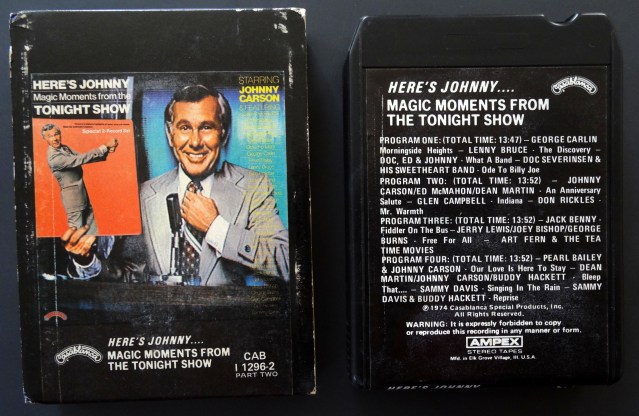 HERE'S JOHNNY
Magic Moments from the
TONIGHT SHOW
STARRING
JOHNNY
CARSON
Special 2-Record Set
Casablanca
HERE'S JOHNNY....
MAGIC MOMENTS FROM
THE TONIGHT SHOW
CAB
I 1296-2
PART TWO
HERE'S JOHNNY....
Casablanca
MAGIC MOMENTS FROM
THE TONIGHT SHOW
PROGRAM ONE: (TOTAL TIME: 13:47) – GEORGE CARLIN
Morningside Heights - LENNY BRUCE - The Discovery –
DOC, ED & JOHNNY - What A Band – DOC SEVERINSEN &
HIS SWEETHEART BAND - Ode To Billy Joe
PROGRAM TWO: (TOTAL TIME: 13:52) – JOHNNY
CARSON/ED McMAHON/DEAN MARTIN - An Anniversary
Salute – GLEN CAMPBELL - Indiana – DON RICKLES -
Mr. Warmth
PROGRAM THREE: (TOTAL TIME: 13:52) – JACK BENNY -
Fiddler On The Bus – JERRY LEWIS/JOEY BISHOP/GEORGE
BURNS - Free For All – ART FERN & THE TEA
TIME MOVIES
PROGRAM FOUR: (TOTAL TIME: 13:52) – PEARL BAILEY
& JOHNNY CARSON - Our Love Is Here To Stay – DEAN
MARTIN/JOHNNY CARSON/BUDDY HACKETT - Bleep
That.... – SAMMY DAVIS - Singing In The Rain – SAMMY
DAVIS & BUDDY HACKETT - Reprise
℗1974 Casablanca Special Products, Inc.
All Rights Reserved.
WARNING: It is expressly forbidden to copy
or reproduce this recording in any manner or form.
AMPEX
STEREO TAPES
Mfd. in Elk Grove Village, Ill. U.S.A.
HERE'S JOHNNY....